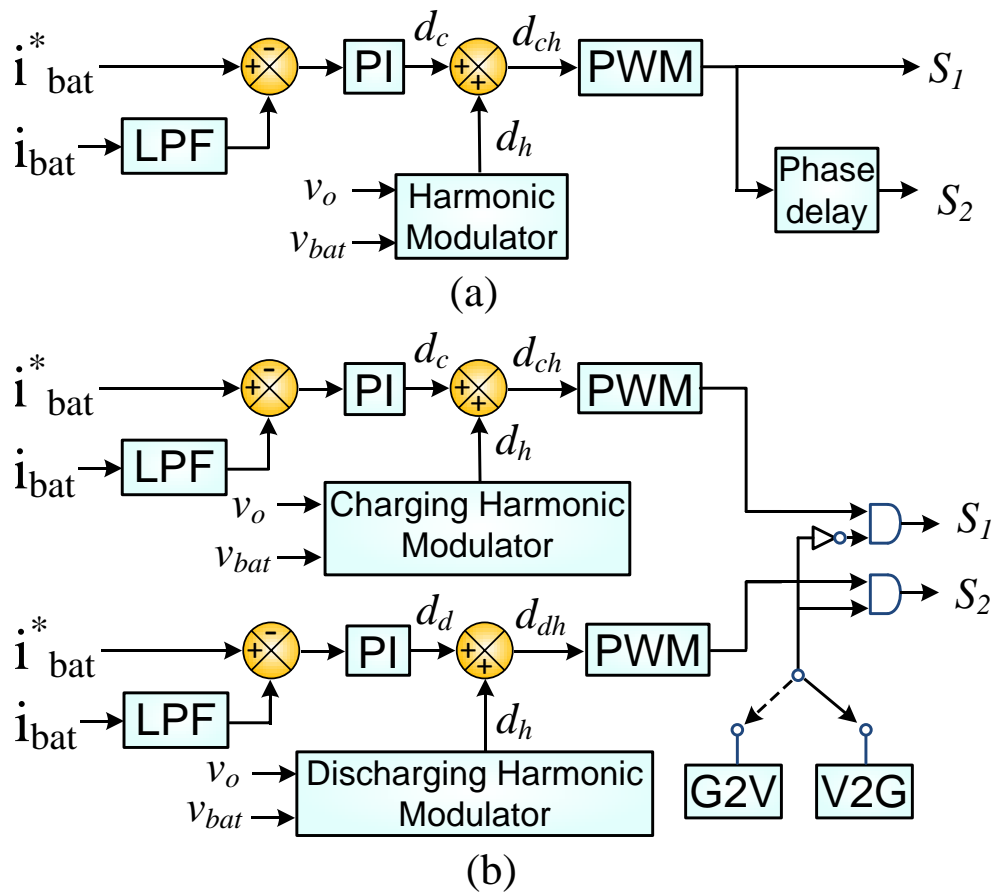 i*bat
PI
dc
dch
PWM
S1
ibat
LPF
dh
vo
vbat
Harmonic
Modulator
Phase
delay
S2
(a)
i*bat
PI
dc
dch
PWM
ibat
LPF
dh
vo
vbat
Charging Harmonic
Modulator
S1
S2
i*bat
PI
dd
ddh
PWM
ibat
LPF
dh
vo
vbat
Discharging Harmonic
Modulator
G2V
V2G
(b)